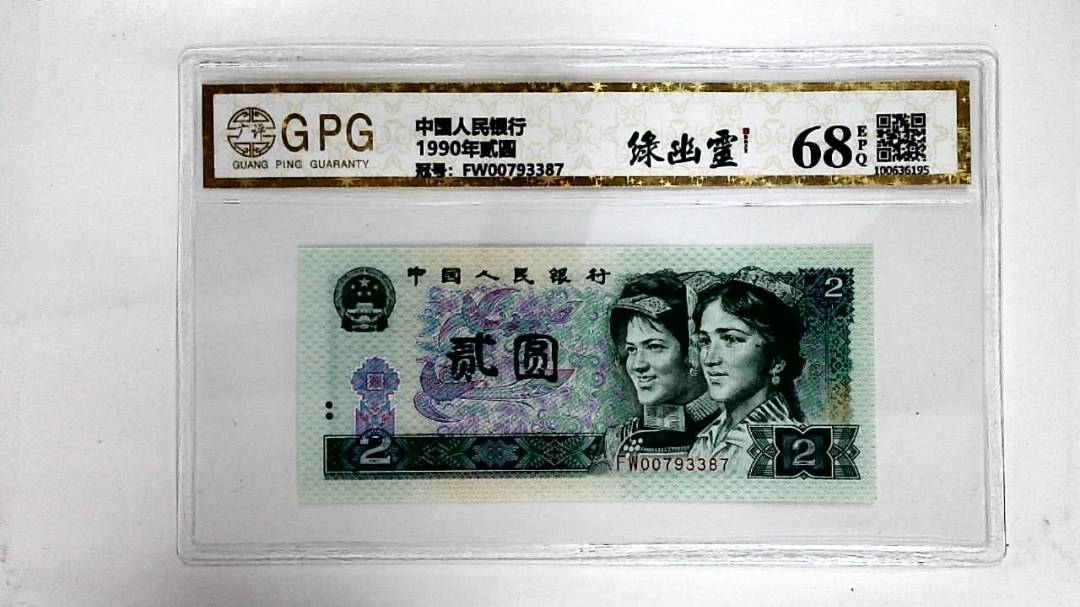 广评
GPG
GUANG PING GUARANTY
中国人民银行
1990年贰圆
冠号：FW00793387
绿幽灵
68
EPQ
100636195
中国人民银行
2
贰圆
2
FW00793387
2